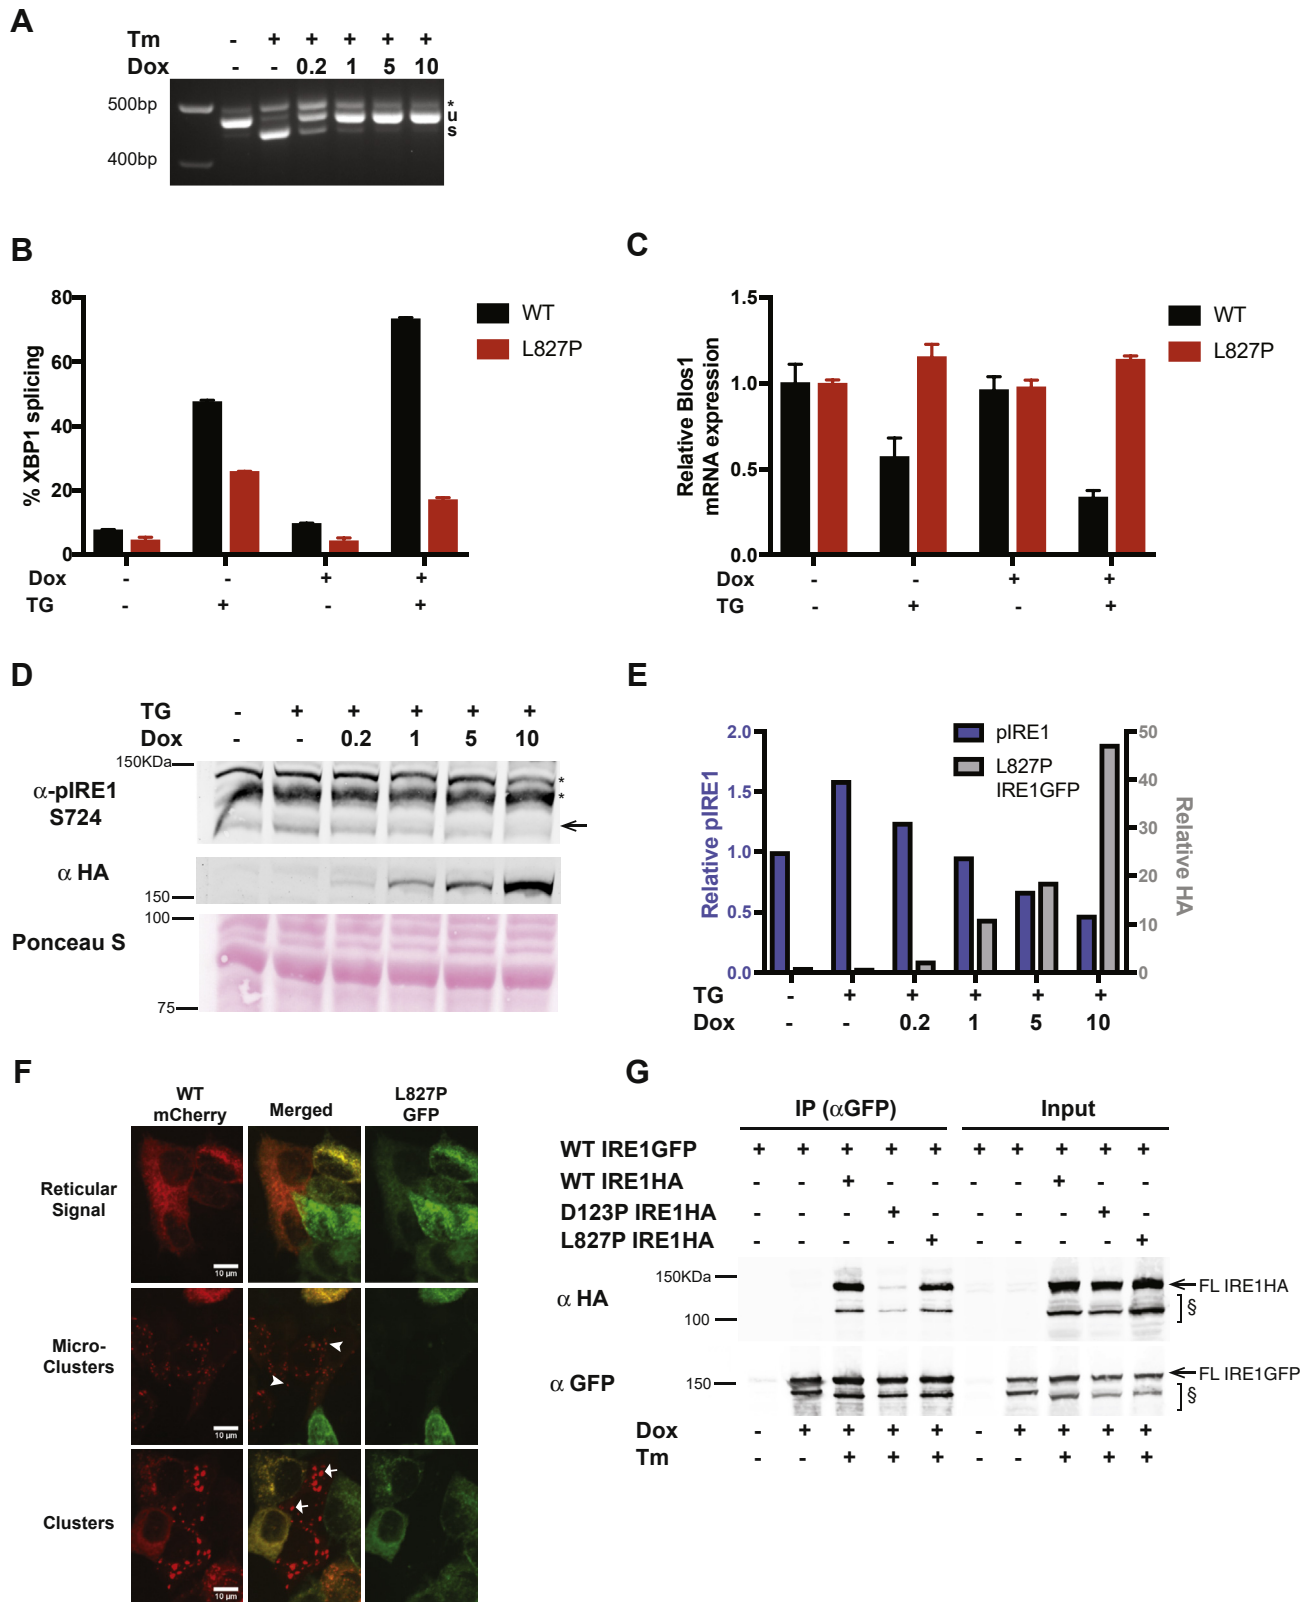 A
Tm - + + + + +
Dox - - 0.2 1 5 10
500bp
400bp
*
u
s
B
% XBP1 splicing
80
60
40
20
0
WT
L827P
Dox - - + +
TG - + - +
C
Relative Blos1
mRNA expression
1.5
1.0
0.5
0.0
WT
L827P
Dox - - + +
TG - + - +
D
TG - + + + + +
Dox - - 0.2 1 5 10
150KDa
α-pIRE1
S724
*
*
α HA
150
100
Ponceau S
75
E
Relative pIRE1
2.0
1.5
1.0
0.5
0.0
pIRE1
L827P
IRE1GFP
50
40
30
20
10
0
Relative HA
TG - + + + + +
Dox - - 0.2 1 5 10
F
WT
mCherry
Merged
L827P
GFP
Reticular
Signal
10 µm
Micro-
Clusters
10 µm
Clusters
10 µm
G
IP (αGFP) Input
WT IRE1GFP + + + + + + + + + +
WT IRE1HA - - + - - - - + - -
D123P IRE1HA - - - + - - - - + -
L827P IRE1HA - - - - + - - - - +
150KDa
α HA
100
FL IRE1HA
§
α GFP
150
FL IRE1GFP
§
Dox - + + + + - + + + +
Tm - - + + + - - + + +